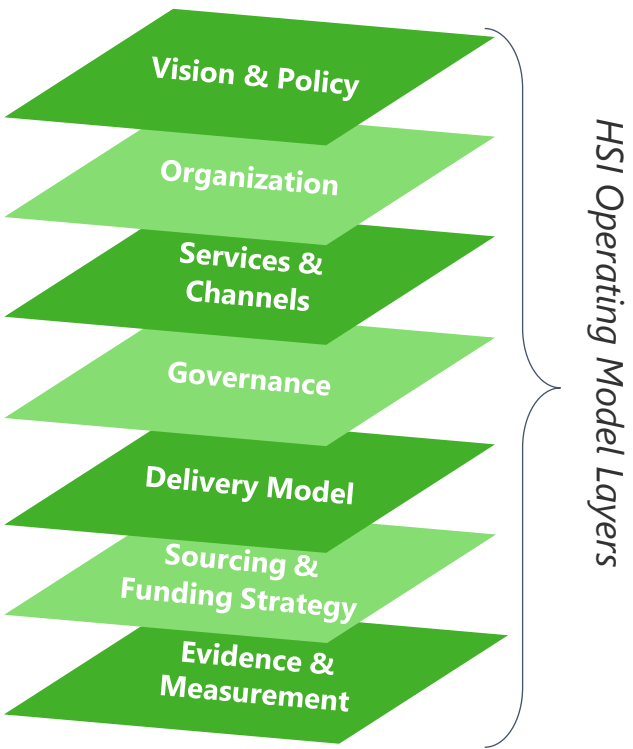 Vision & Policy
Organization
Services &
Channels
Governance
Delivery Model
Sourcing &
Funding Strategy
Evidence &
Measurement
HSI Operating Model Layers